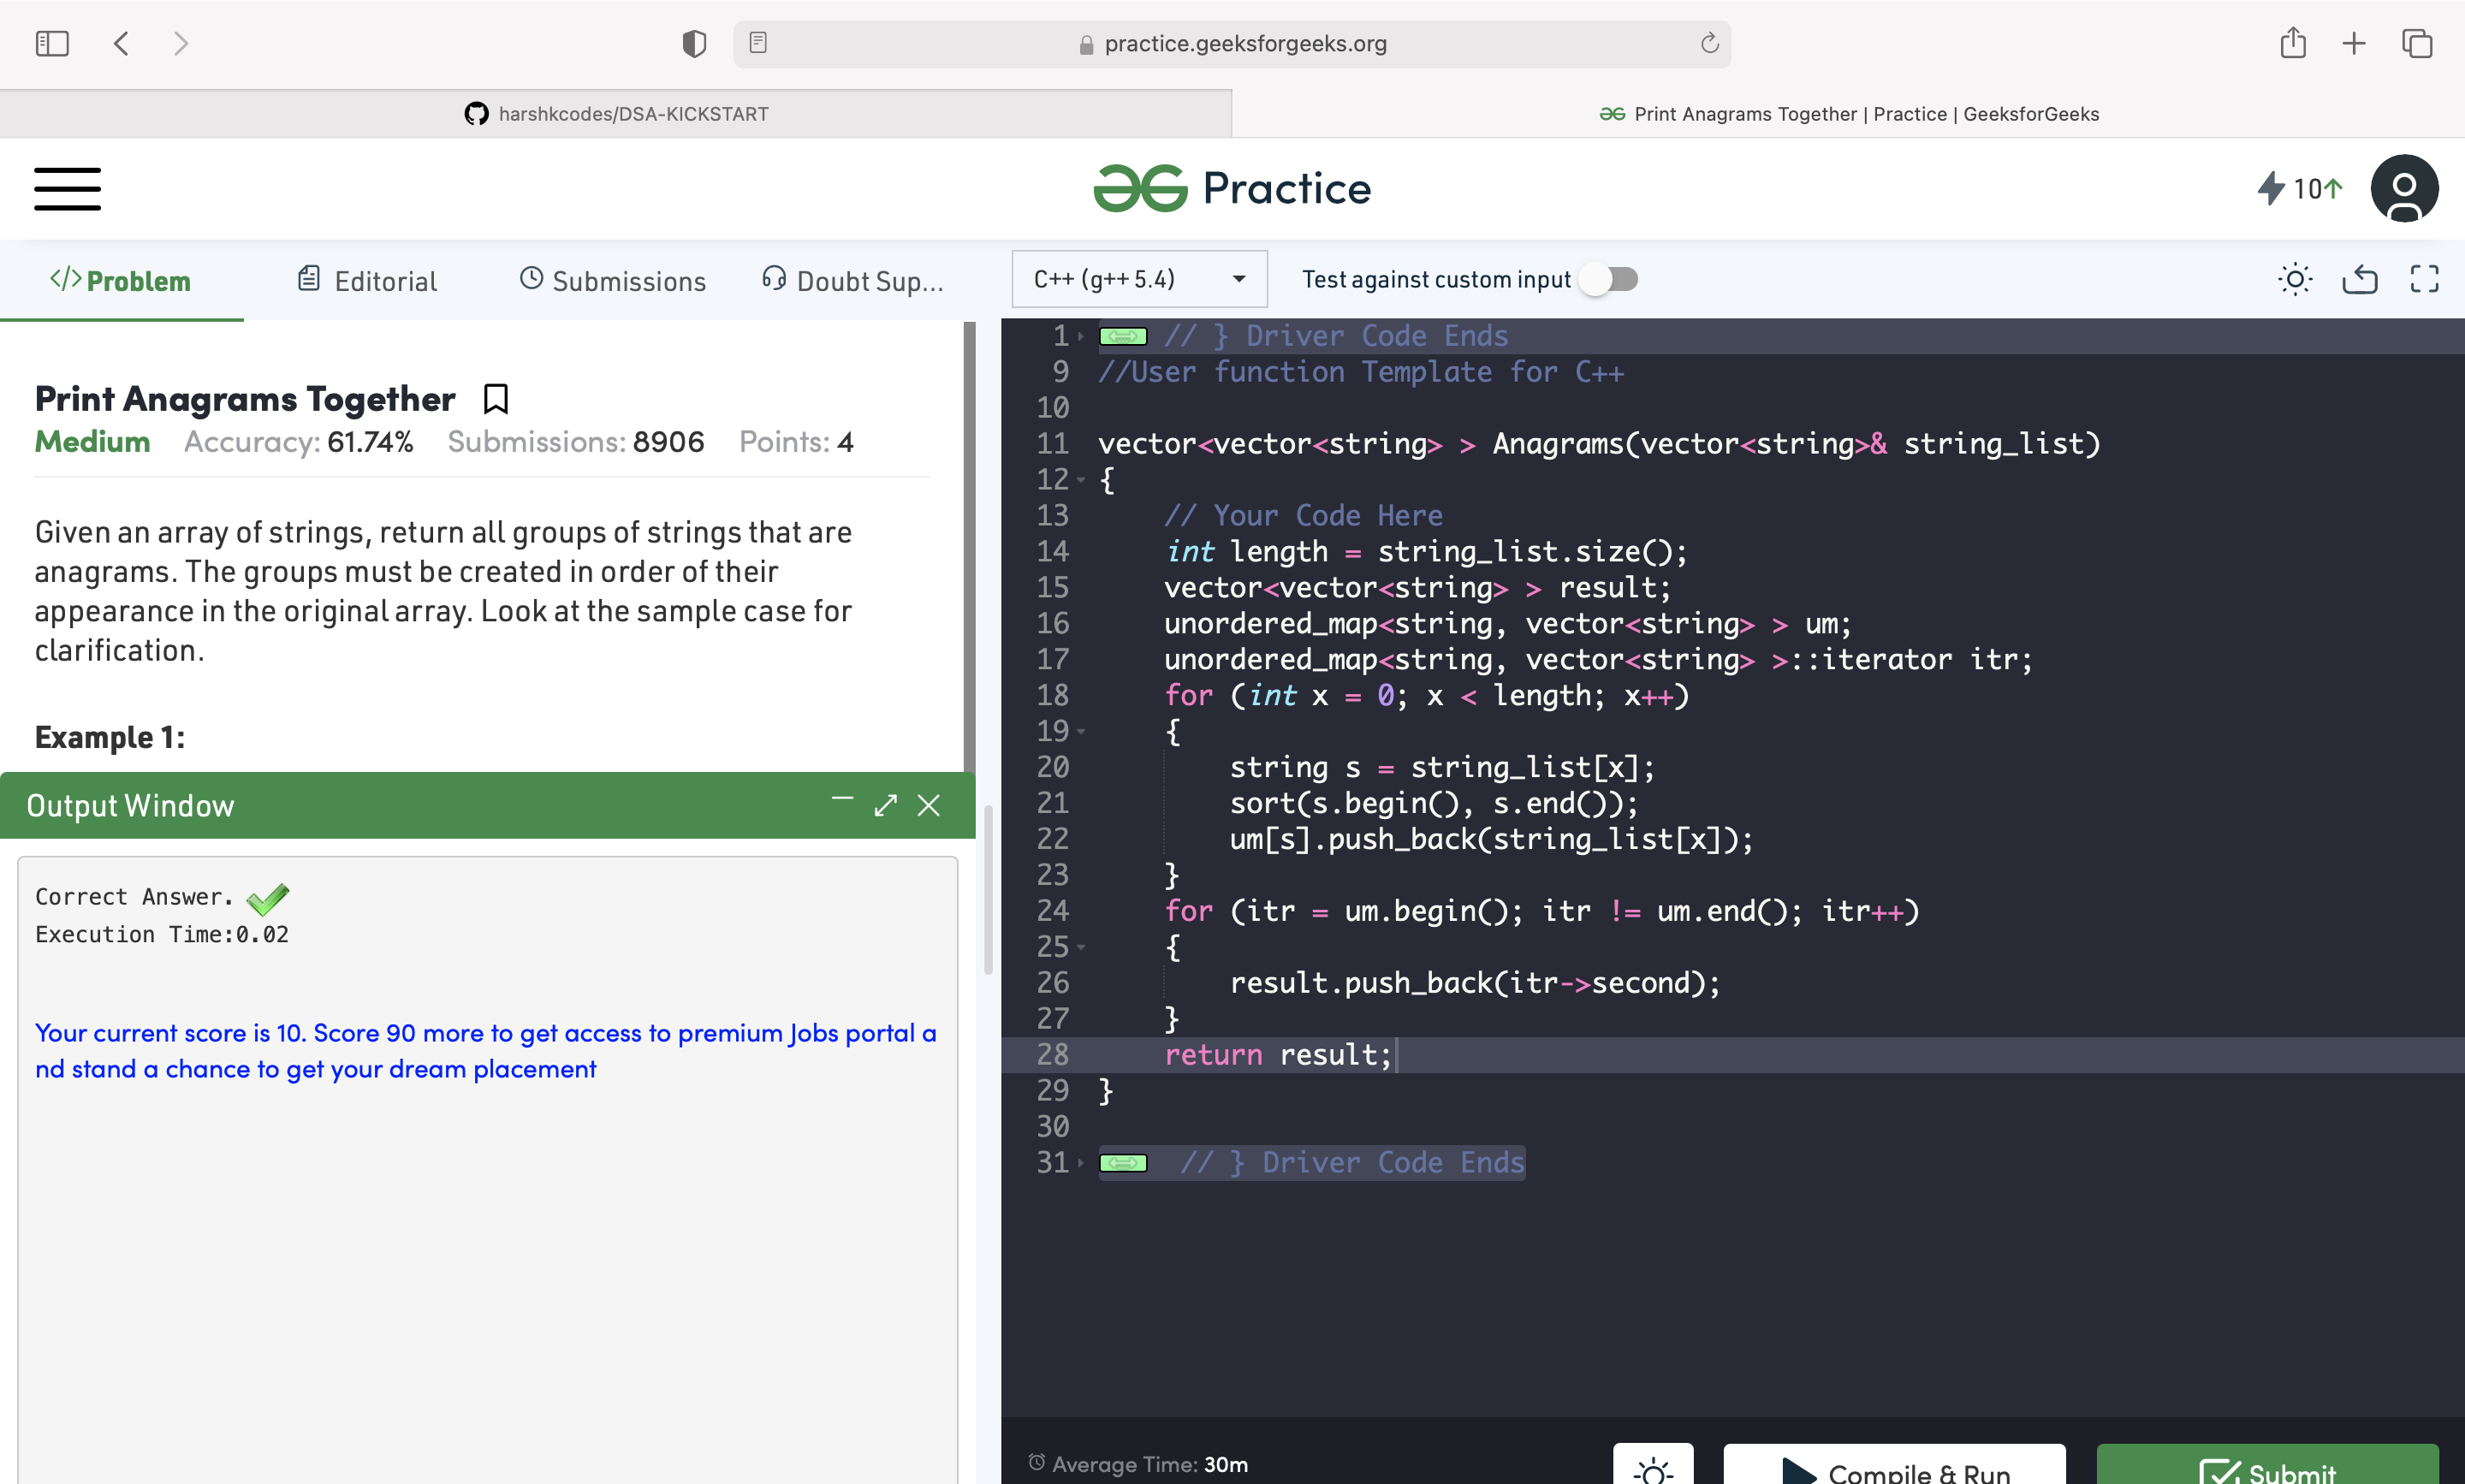 practice.geeksforgeeks.org
harshkcodes/DSA-KICKSTART
Print Anagrams Together | Practice | GeeksforGeeks
Practice
10
Problem
Editorial
Submissions
Doubt Sup...
C++ (g++ 5.4)
Test against custom input
Print Anagrams Together
Medium Accuracy: 61.74% Submissions: 8906 Points: 4
Given an array of strings, return all groups of strings that are
anagrams. The groups must be created in order of their
appearance in the original array. Look at the sample case for
clarification.
Example 1:
Output Window
Correct Answer.
Execution Time:0.02
Your current score is 10. Score 90 more to get access to premium Jobs portal a
nd stand a chance to get your dream placement
1 // } Driver Code Ends
9 //User function Template for C++
10
11 vector<vector<string> > Anagrams(vector<string>& string_list)
12 {
13     // Your Code Here
14     int length = string_list.size();
15     vector<vector<string> > result;
16     unordered_map<string, vector<string> > um;
17     unordered_map<string, vector<string> >::iterator itr;
18     for (int x = 0; x < length; x++)
19     {
20         string s = string_list[x];
21         sort(s.begin(), s.end());
22         um[s].push_back(string_list[x]);
23     }
24     for (itr = um.begin(); itr != um.end(); itr++)
25     {
26         result.push_back(itr->second);
27     }
28     return result;
29 }
30
31 // } Driver Code Ends
Average Time: 30m
Compile & Run
Submit